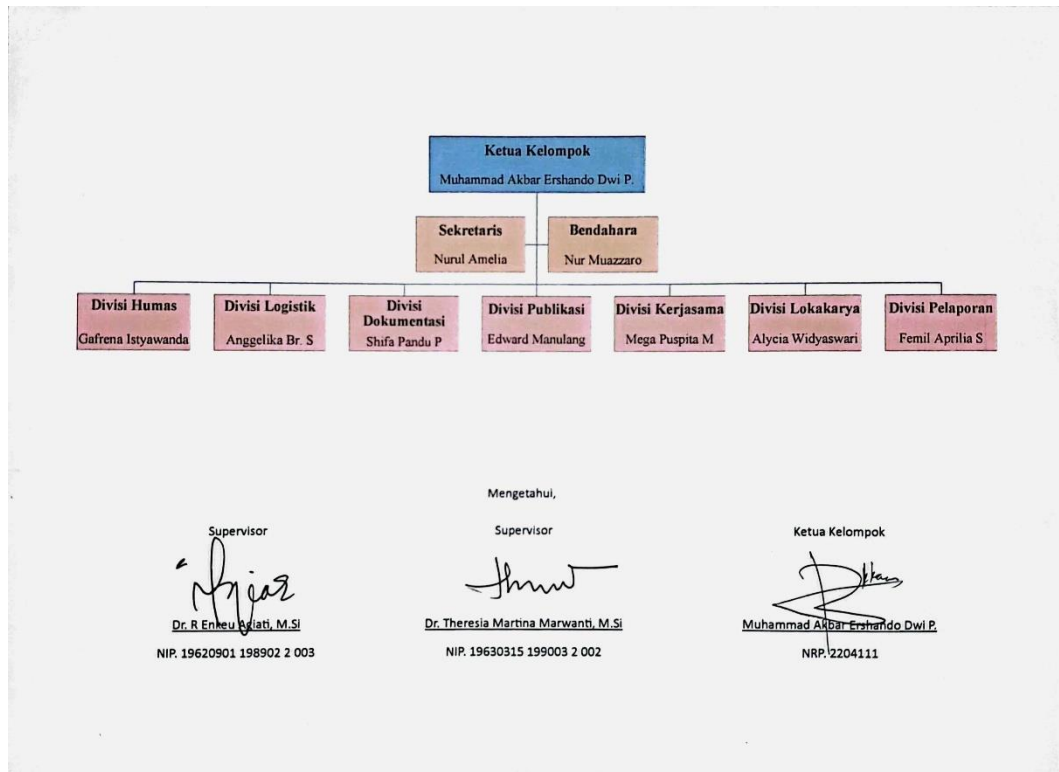 Ketua Kelompok
Muhammad Akbar Ershando Dwi P.
Sekretaris
Nurul Amelia
Bendahara
Nur Muazzaro
Divisi Humas
Gafrena Istyawanda
Divisi Logistik
Anggelika Br. S
Divisi
Dokumentasi
Shifa Pandu P
Divisi Publikasi
Edward Manulang
Divisi Kerjasama
Mega Puspita M
Divisi Lokakarya
Alycia Widyaswari
Divisi Pelaporan
Femil Aprilia S
Mengetahui,
Supervisor
Dr. R Enkeu Agiati, M.Si
NIP. 19620901 198902 2 003
Supervisor
Dr. Theresia Martina Marwanti, M.Si
NIP. 19630315 199003 2 002
Ketua Kelompok
Muhammad Akbar Ershando Dwi P.
NRP. 2204111